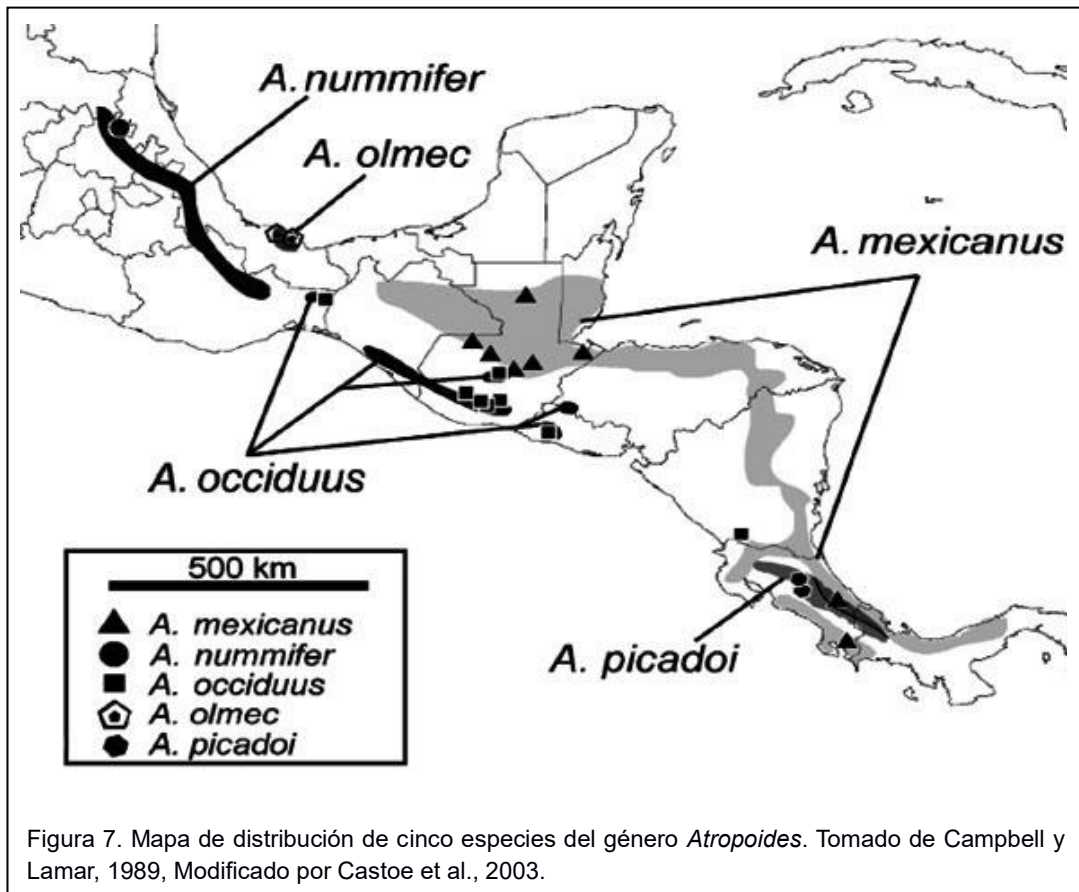 A. nummifer
A. olmec
A. mexicanus
A. occiduus
A. picadoi
500 km
A. mexicanus
A. nummifer
A. occiduus
A. olmec
A. picadoi
Figura 7. Mapa de distribución de cinco especies del género Atropoides. Tomado de Campbell y
Lamar, 1989, Modificado por Castoe et al., 2003.